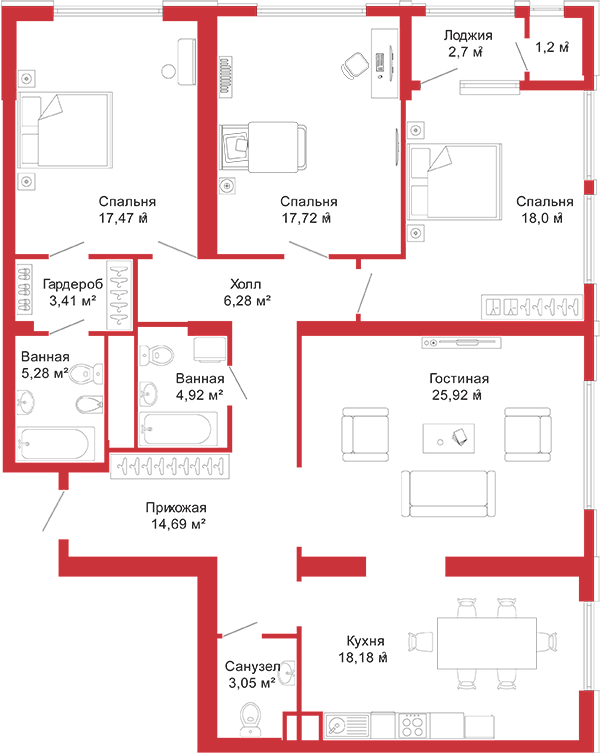 Лоджия
2,7 м²
1,2 м²
Спальня
17,47 м²
Спальня
17,72 м²
Спальня
18,0 м²
Гардероб
3,41 м²
Холл
6,28 м²
Ванная
5,28 м²
Ванная
4,92 м²
Гостиная
25,92 м²
Прихожая
14,69 м²
Кухня
18,18 м²
Санузел
3,05 м²